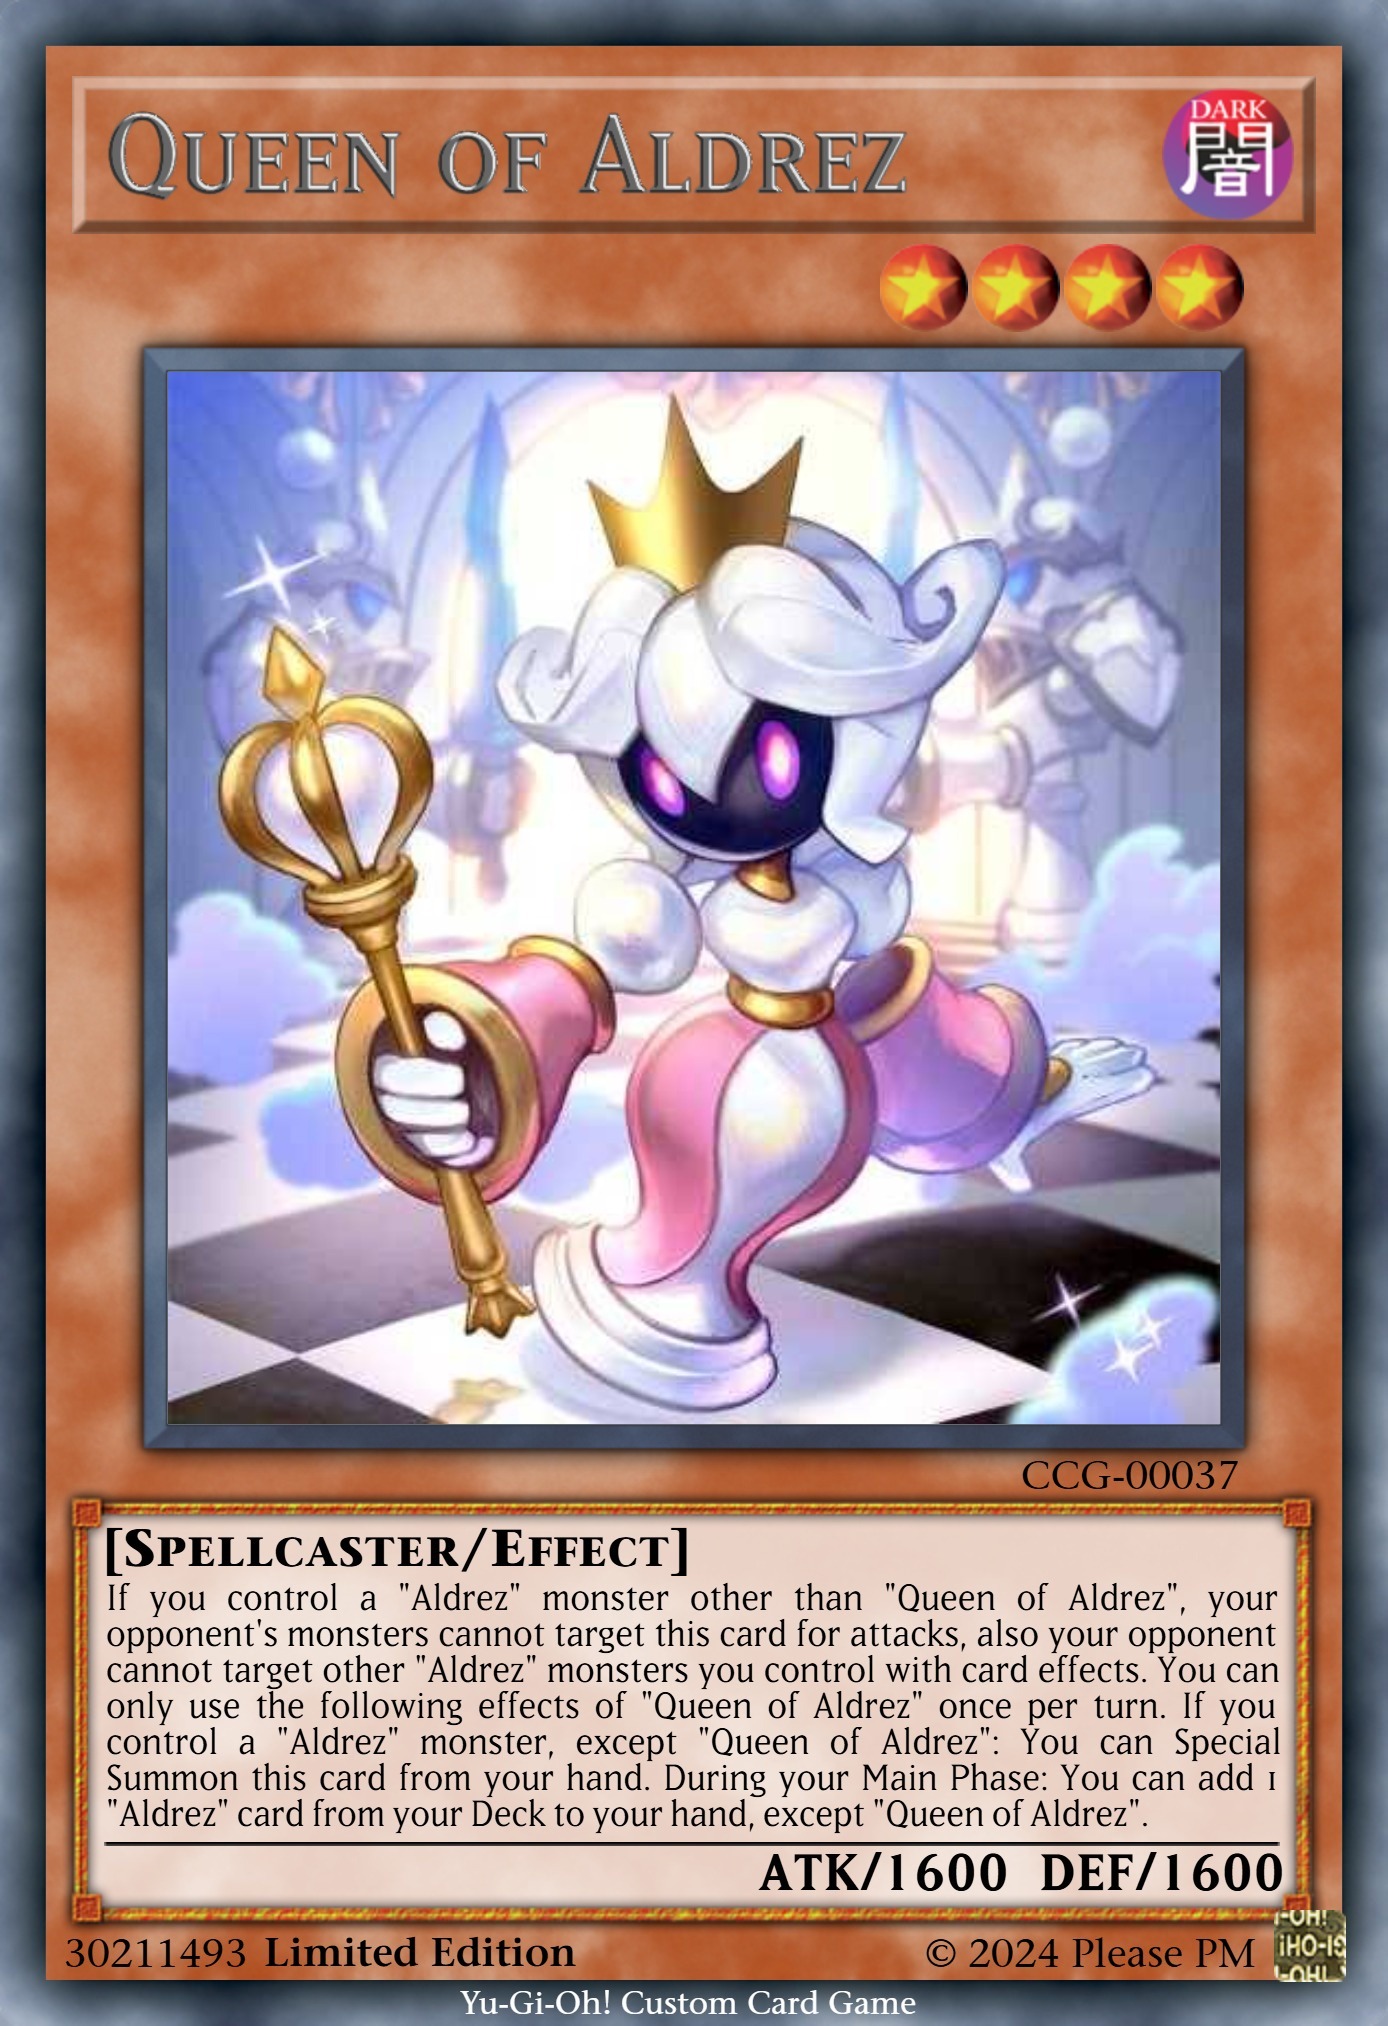 Queen of Aldrez
DARK
闇
CCG-00037
[Spellcaster/Effect]
If you control a "Aldrez" monster other than "Queen of Aldrez", your
opponent's monsters cannot target this card for attacks, also your opponent
cannot target other "Aldrez" monsters you control with card effects. You can
only use the following effects of "Queen of Aldrez" once per turn. If you
control a "Aldrez" monster, except "Queen of Aldrez": You can Special
Summon this card from your hand. During your Main Phase: You can add 1
"Aldrez" card from your Deck to your hand, except "Queen of Aldrez".
ATK/1600 DEF/1600
30211493 Limited Edition
© 2024 Please PM
Yu-Gi-Oh! Custom Card Game